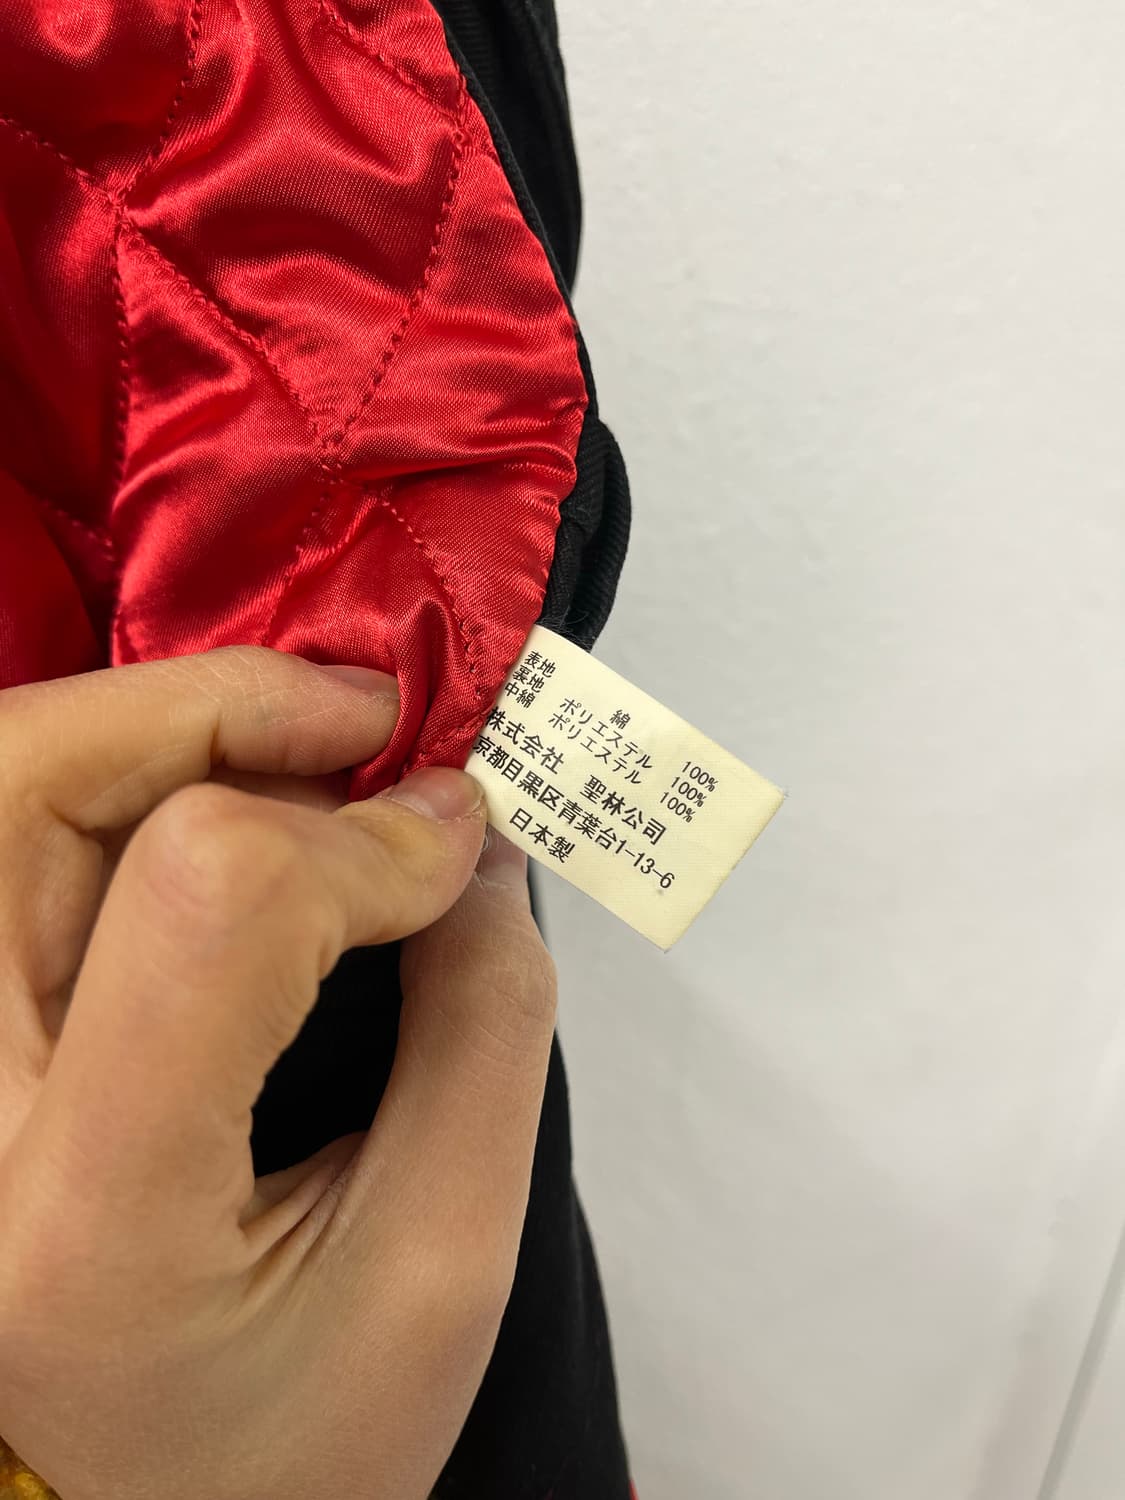 表地 綿 100%
裏地 ポリエステル 100%
中綿 ポリエステル 100%
株式会社 聖林公司
京都目黒区青葉台1-13-6
日本製